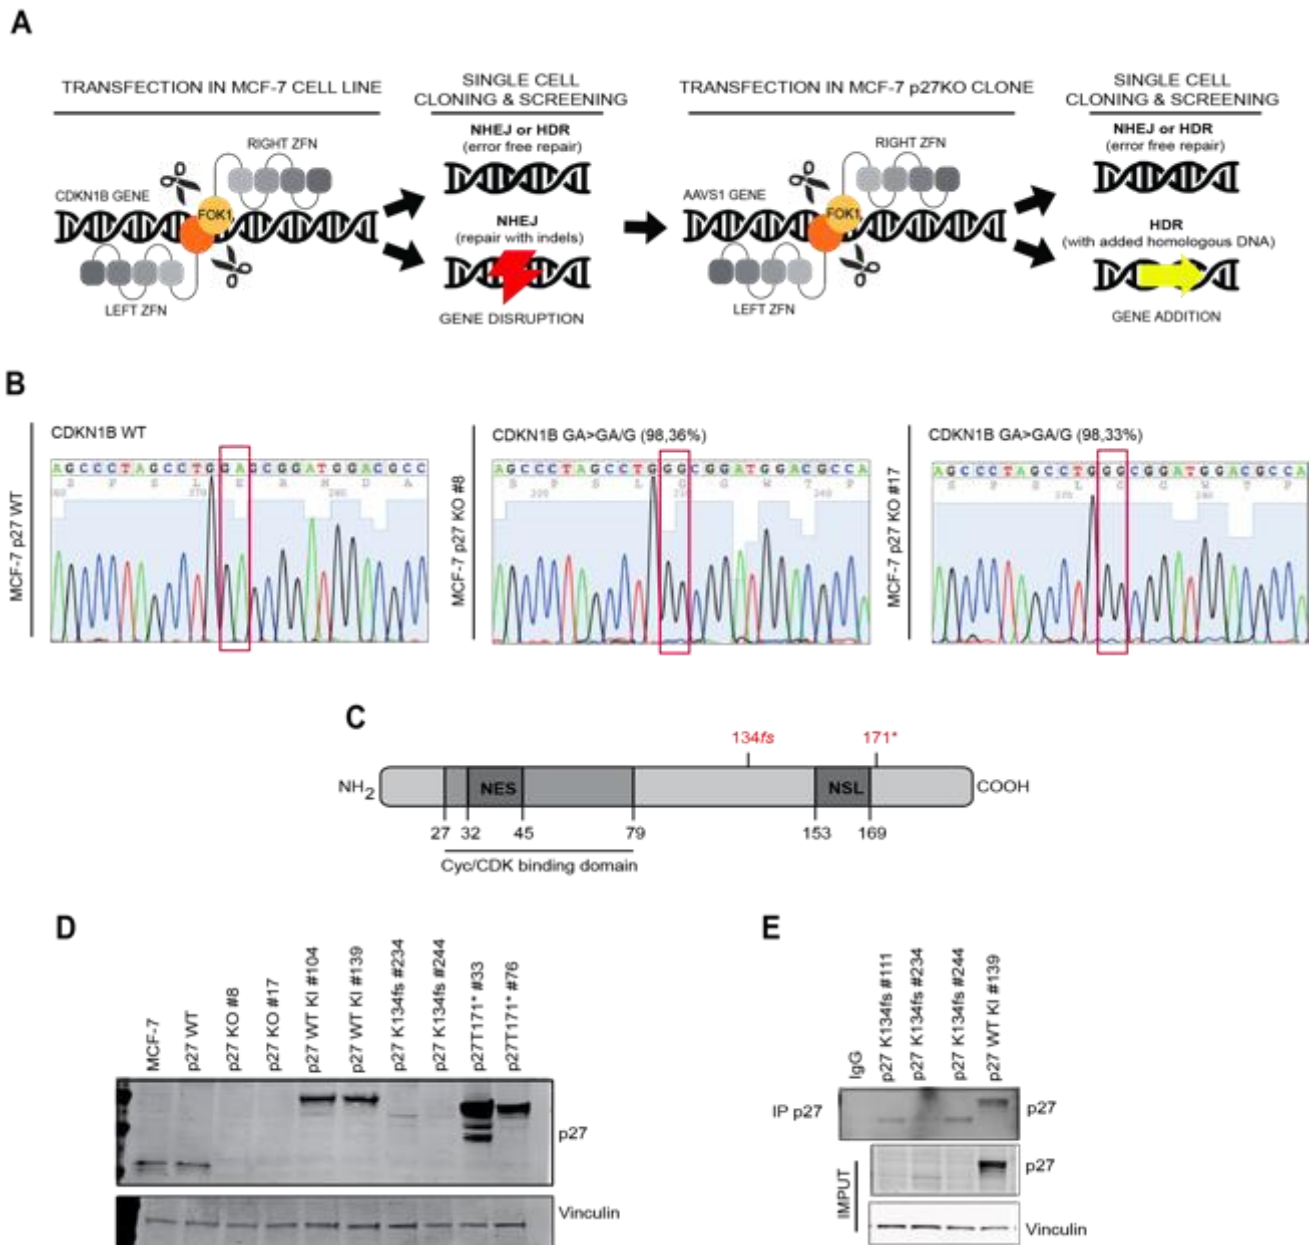 A
TRANSFECTION IN MCF-7 CELL LINE
SINGLE CELL
CLONING & SCREENING
TRANSFECTION IN MCF-7 p27KO CLONE
SINGLE CELL
CLONING & SCREENING
RIGHT ZFN
CDKN1B GENE
FOK1
LEFT ZFN
NHEJ or HDR
(error free repair)
NHEJ
(repair with indels)
GENE DISRUPTION
RIGHT ZFN
AAVS1 GENE
FOK1
LEFT ZFN
NHEJ or HDR
(error free repair)
HDR
(with added homologous DNA)
GENE ADDITION
B
MCF-7 p27 WT
CDKN1B WT
AGCCCTAGCCTGGAGCGGATGGACGCC
S P S L E R M D A
MCF-7 p27 KO #8
CDKN1B GA>GA/G (98,36%)
AGCCCTAGCCTGGGCGGATGGACGCCA
S P S L G G W T P
MCF-7 p27 KO #17
CDKN1B GA>GA/G (98,33%)
AGCCCTAGCCTGGGCGGATGGACGCCA
S P S L G G W T P
C
134fs
171*
NH2
NES
NSL
COOH
27 32 45 79 153 169
Cyc/CDK binding domain
D
MCF-7
p27 WT
p27 KO #8
p27 KO #17
p27 WT KI #104
p27 WT KI #139
p27 K134fs #234
p27 K134fs #244
p27T171* #33
p27T171* #76
p27
Vinculin
E
IgG
p27 K134fs #111
p27 K134fs #234
p27 K134fs #244
p27 WT KI #139
IP p27
p27
IMPUT
p27
Vinculin